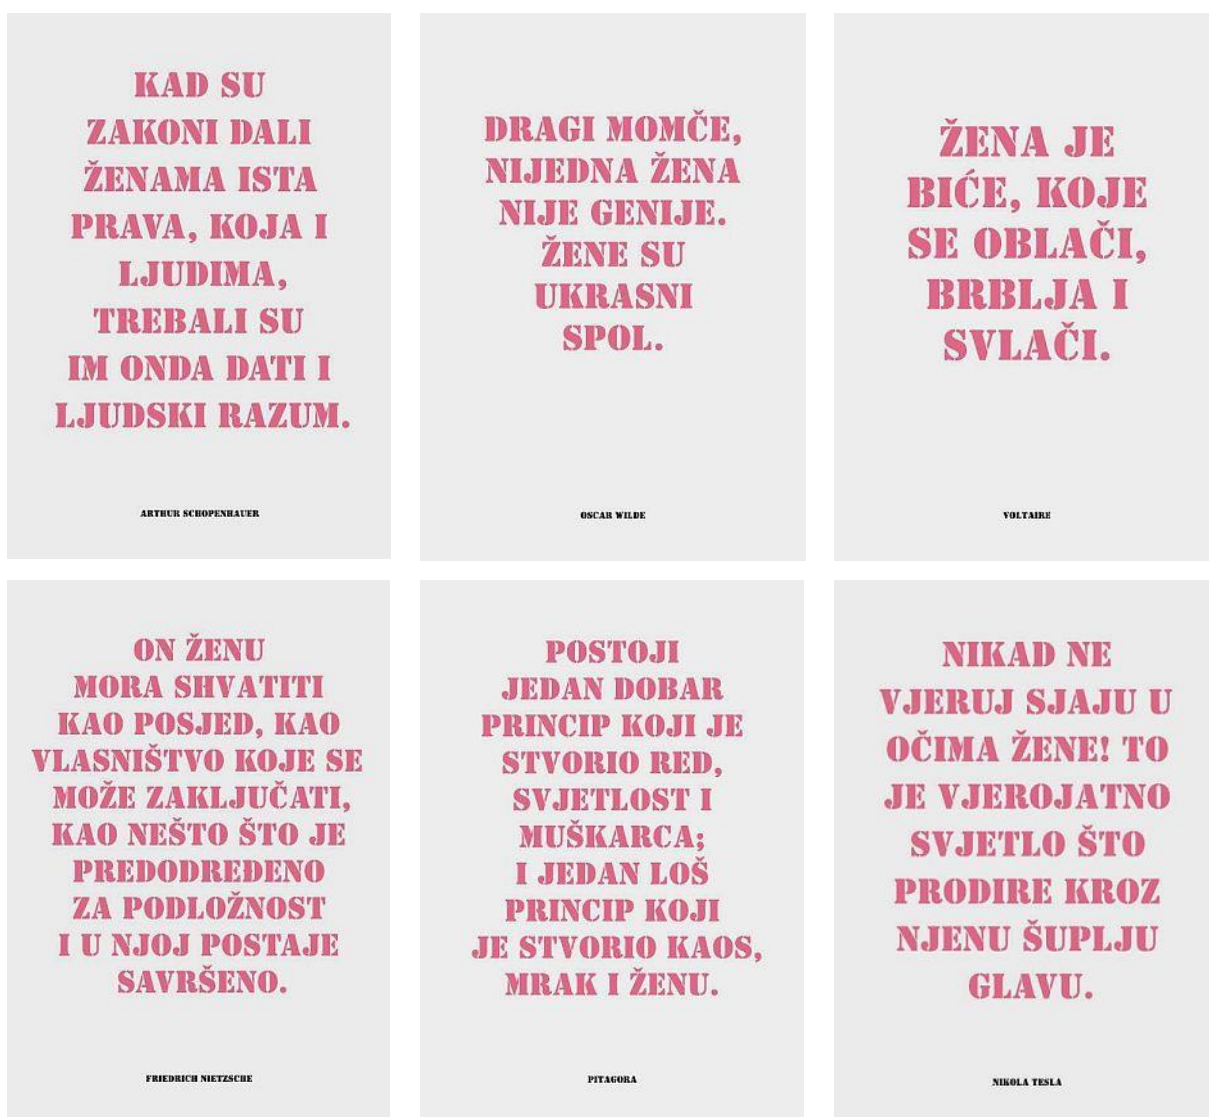 KAD SU
ZAKONI DALI
ŽENAMA ISTA
PRAVA, KOJA I
LJUDIMA,
TREBALI SU
IM ONDA DATI I
LJUDSKI RAZUM.
ARTHUR SCHOPENHAUER
DRAGI MOMČE,
NIJEDNA ŽENA
NIJE GENIJE.
ŽENE SU
UKRASNI
SPOL.
OSCAR WILDE
ŽENA JE
BIĆE, KOJE
SE OBLAČI,
BRBLJA I
SVLAČI.
VOLTAIRE
ON ŽENU
MORA SHVATITI
KAO POSJED, KAO
VLASNIŠTVO KOJE SE
MOŽE ZAKLJUČATI,
KAO NEŠTO ŠTO JE
PREDODREĐENO
ZA PODLOŽNOST
I U NJOJ POSTAJE
SAVRŠENO.
FRIEDRICH NIETZSCHE
POSTOJI
JEDAN DOBAR
PRINCIP KOJI JE
STVORIO RED,
SVJETLOST I
MUŠKARCA;
I JEDAN LOŠ
PRINCIP KOJI
JE STVORIO KAOS,
MRAK I ŽENU.
PITAGORA
NIKAD NE
VJERUJ SJAJU U
OČIMA ŽENE! TO
JE VJEROJATNO
SVJETLO ŠTO
PRODIRE KROZ
NJENU ŠUPLJU
GLAVU.
NIKOLA TESLA